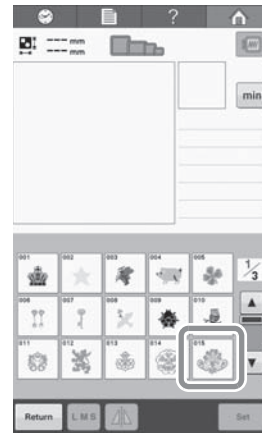 ?
--- mm
--- mm
min
001 002 003 004 005
1/3
006 007 008 009 010
011 012 013 014 015
Return L M S Set